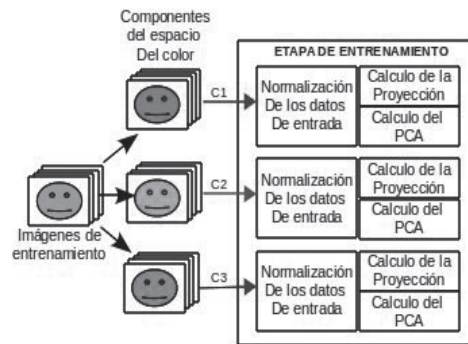 Componentes
del espacio
Del color
ETAPA DE ENTRENAMIENTO
C1
Normalización
De los datos
De entrada
Calculo de la
Proyección
Calculo del
PCA
C2
Normalización
De los datos
De entrada
Calculo de la
Proyección
Calculo del
PCA
Imágenes de
entrenamiento
C3
Normalización
De los datos
De entrada
Calculo de la
Proyección
Calculo del
PCA